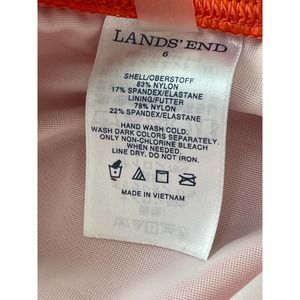 LANDS' END
6
SHELL/OBERSTOFF
83% NYLON
17% SPANDEX/ELASTANE
LINING/FUTTER
78% NYLON
22% SPANDEX/ELASTANE
HAND WASH COLD.
WASH DARK COLORS SEPARATELY.
ONLY NON-CHLORINE BLEACH
WHEN NEEDED.
LINE DRY. DO NOT IRON.
MADE IN VIETNAM